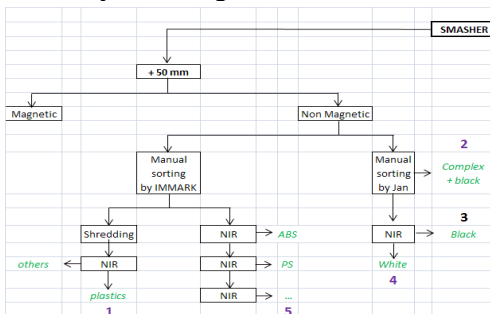 SMASHER
+ 50 mm
Magnetic
Non Magnetic
2
Manual
sorting
by IMMARK
Manual
sorting
by Jan
Complex
+ black
3
Shredding
NIR
ABS
NIR
Black
others
NIR
NIR
PS
White
4
plastics
NIR
...
1
5